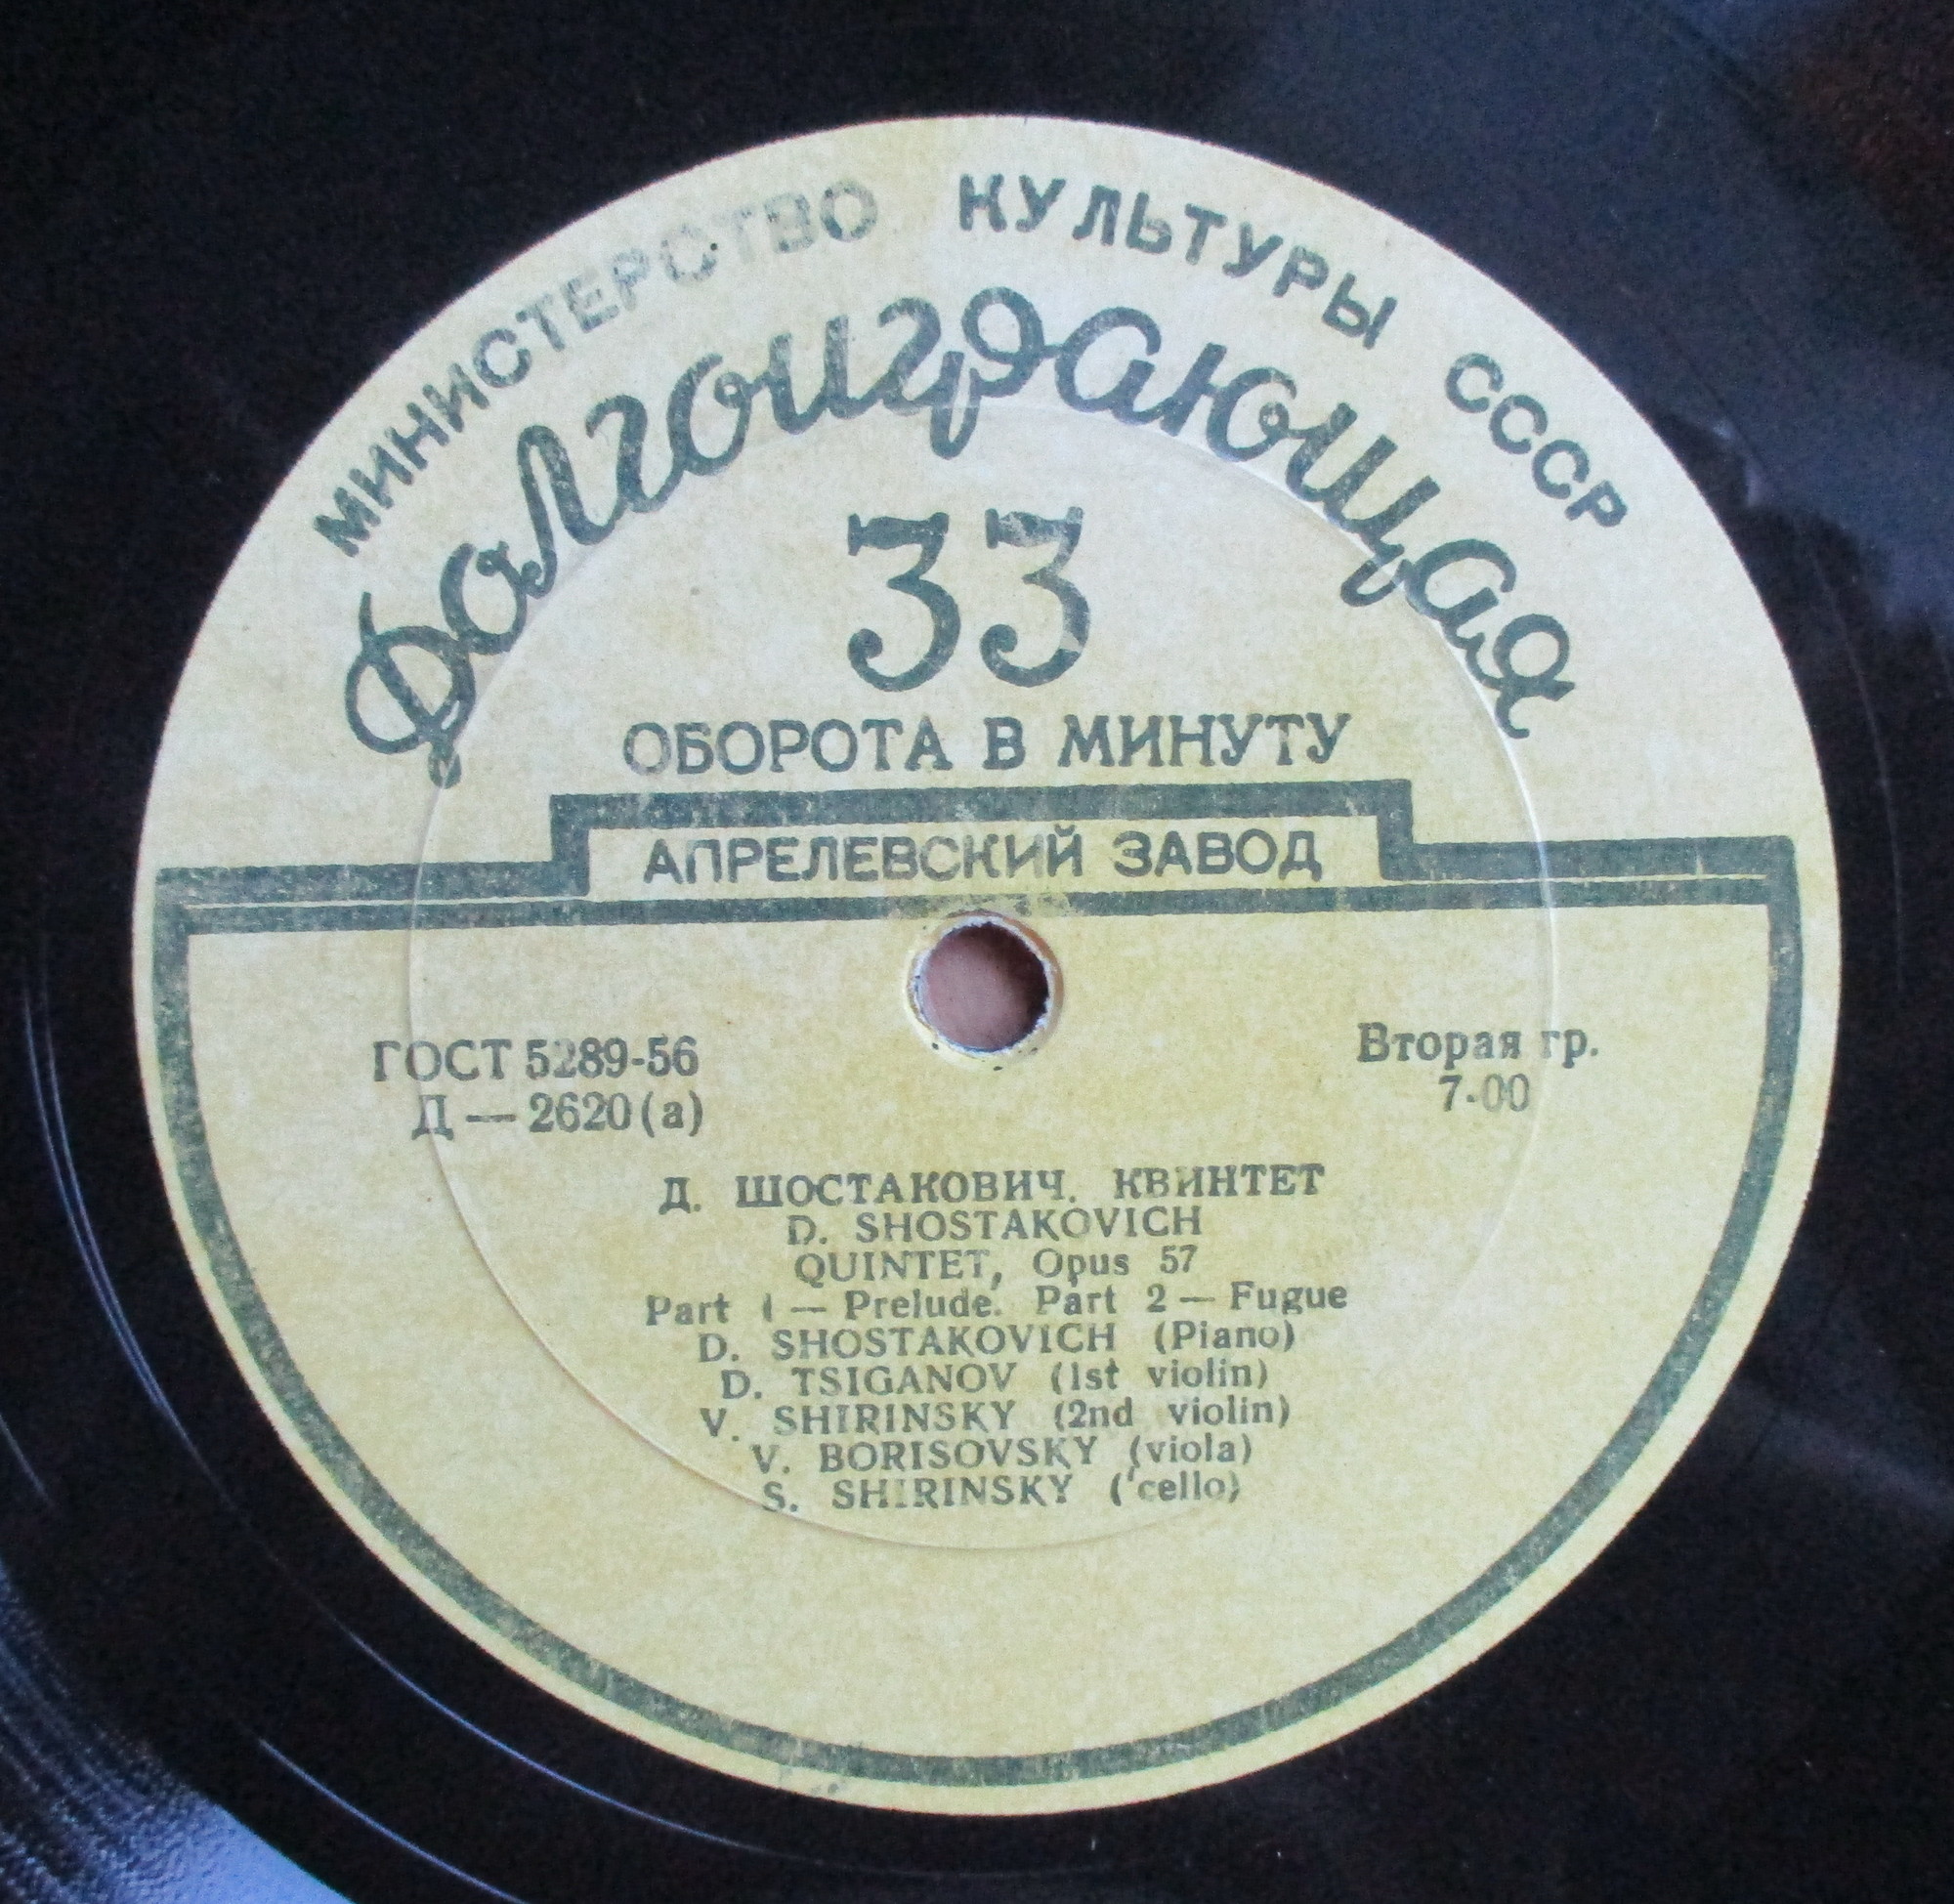 МИНИСТЕРСТВО КУЛЬТУРЫ СССР
Долгоиграющая
33
ОБОРОТА В МИНУТУ
АПРЕЛЕВСКИЙ ЗАВОД
ГОСТ 5289-56
Д — 2620 (а)
Вторая гр.
7-00
Д. ШОСТАКОВИЧ. КВИНТЕТ
D. SHOSTAKOVICH
QUINTET, Opus 57
Part 1 — Prelude. Part 2 — Fugue
D. SHOSTAKOVICH (Piano)
D. TSIGANOV (1st violin)
V. SHIRINSKY (2nd violin)
V. BORISOVSKY (viola)
S. SHIRINSKY ('cello)